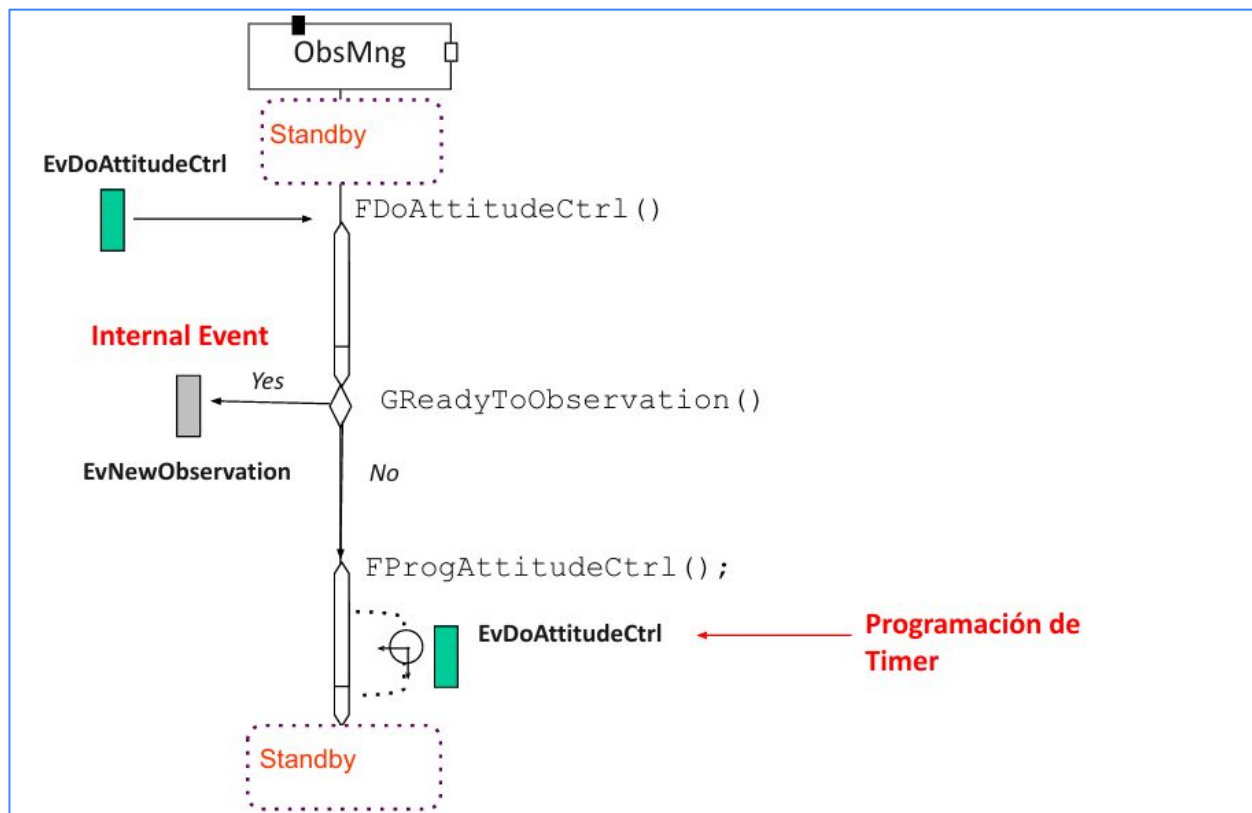 ObsMng
Standby
EvDoAttitudeCtrl
FDoAttitudeCtrl()
Internal Event
Yes
GReadyToObservation()
EvNewObservation
No
FProgAttitudeCtrl();
EvDoAttitudeCtrl
Programación de
Timer
Standby